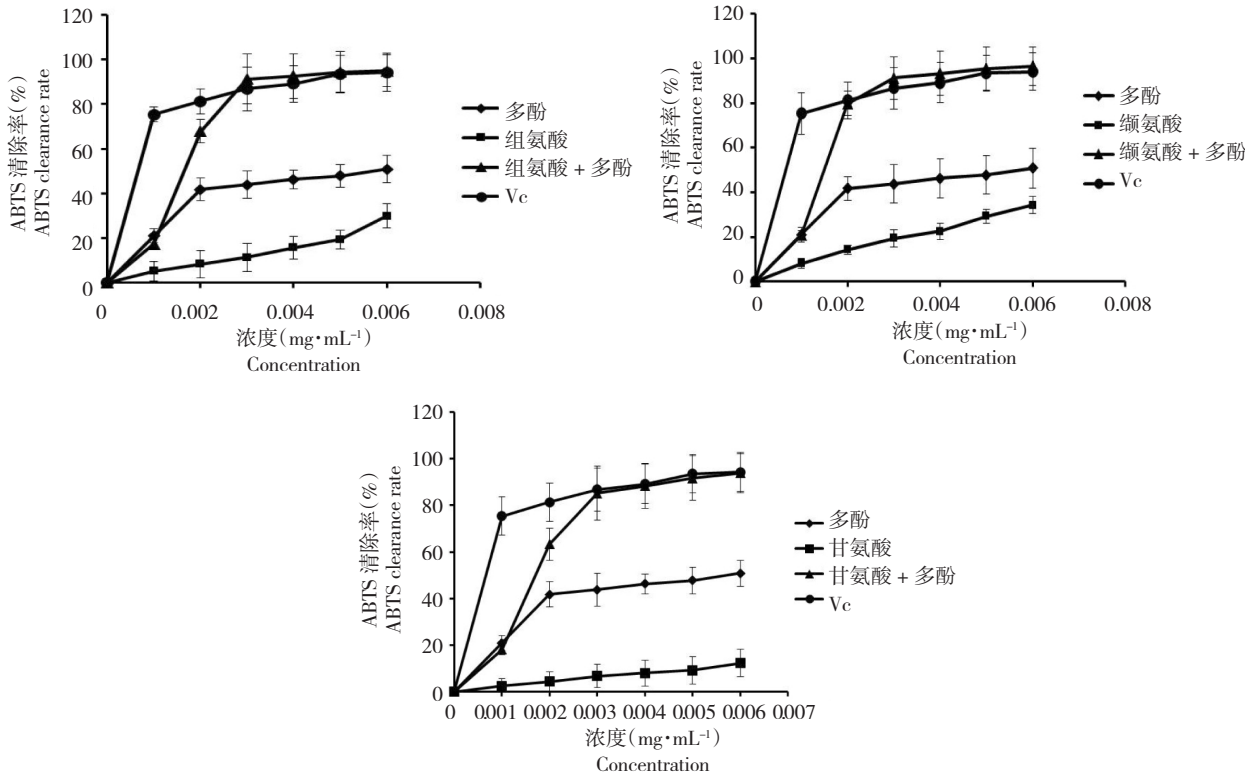 120
100
80
60
40
20
0
ABTS 清除率(%)
ABTS clearance rate
0
0.002
0.004
0.006
0.008
浓度(mg·mL⁻¹)
Concentration
多酚
组氨酸
组氨酸 + 多酚
Vc
120
100
80
60
40
20
0
ABTS 清除率(%)
ABTS clearance rate
0
0.002
0.004
0.006
0.008
浓度(mg·mL⁻¹)
Concentration
多酚
缬氨酸
缬氨酸 + 多酚
Vc
120
100
80
60
40
20
0
ABTS 清除率(%)
ABTS clearance rate
0
0.001
0.002
0.003
0.004
0.005
0.006
0.007
浓度(mg·mL⁻¹)
Concentration
多酚
甘氨酸
甘氨酸 + 多酚
Vc